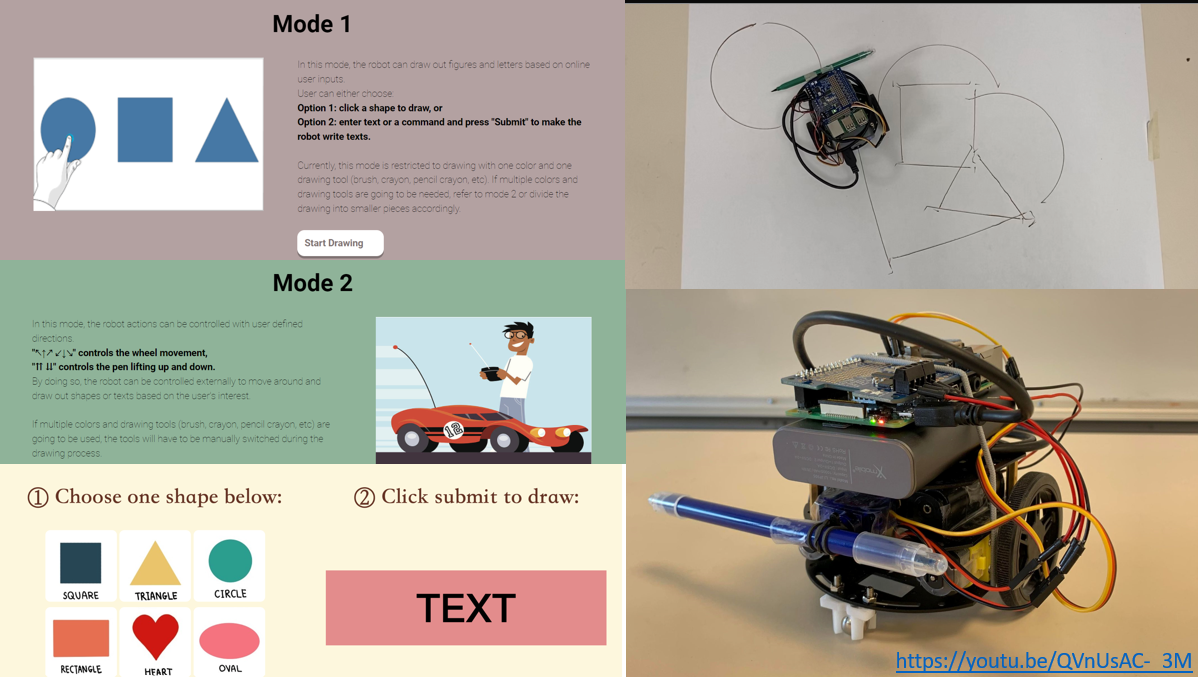 Mode 1
In this mode, the robot can draw out figures and letters based on online
user inputs.
User can either choose:
Option 1: click a shape to draw, or
Option 2: enter text or a command and press "Submit" to make the
robot write texts.
Currently, this mode is restricted to drawing with one color and one
drawing tool (brush, crayon, pencil crayon, etc). If multiple colors and
drawing tools are going to be needed, refer to mode 2 or divide the
drawing into smaller pieces accordingly.
Start Drawing
Mode 2
In this mode, the robot actions can be controlled with user defined
directions.
"↖↑↗ ↙↓↘" controls the wheel movement,
"⇈ ⇊" controls the pen lifting up and down.
By doing so, the robot can be controlled externally to move around and
draw out shapes or texts based on the user's interest.
If multiple colors and drawing tools (brush, crayon, pencil crayon, etc) are
going to be used, the tools will have to be manually switched during the
drawing process.
12
① Choose one shape below:
SQUARE
TRIANGLE
CIRCLE
RECTANGLE
HEART
OVAL
② Click submit to draw:
TEXT
https://youtu.be/QVnUsAC-_3M